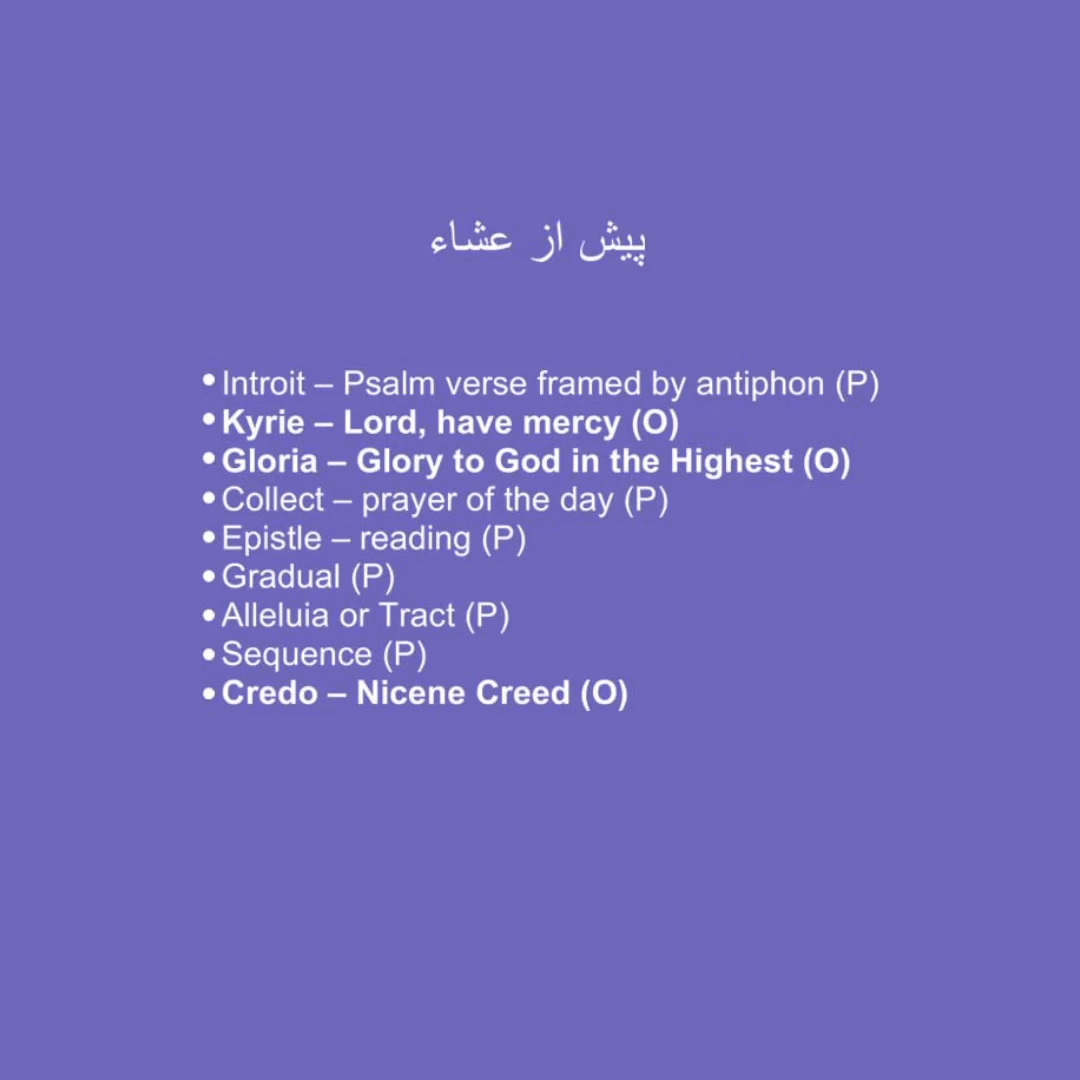 پیش از عشاء
• Introit – Psalm verse framed by antiphon (P)
• Kyrie – Lord, have mercy (O)
• Gloria – Glory to God in the Highest (O)
• Collect – prayer of the day (P)
• Epistle – reading (P)
• Gradual (P)
• Alleluia or Tract (P)
• Sequence (P)
• Credo – Nicene Creed (O)